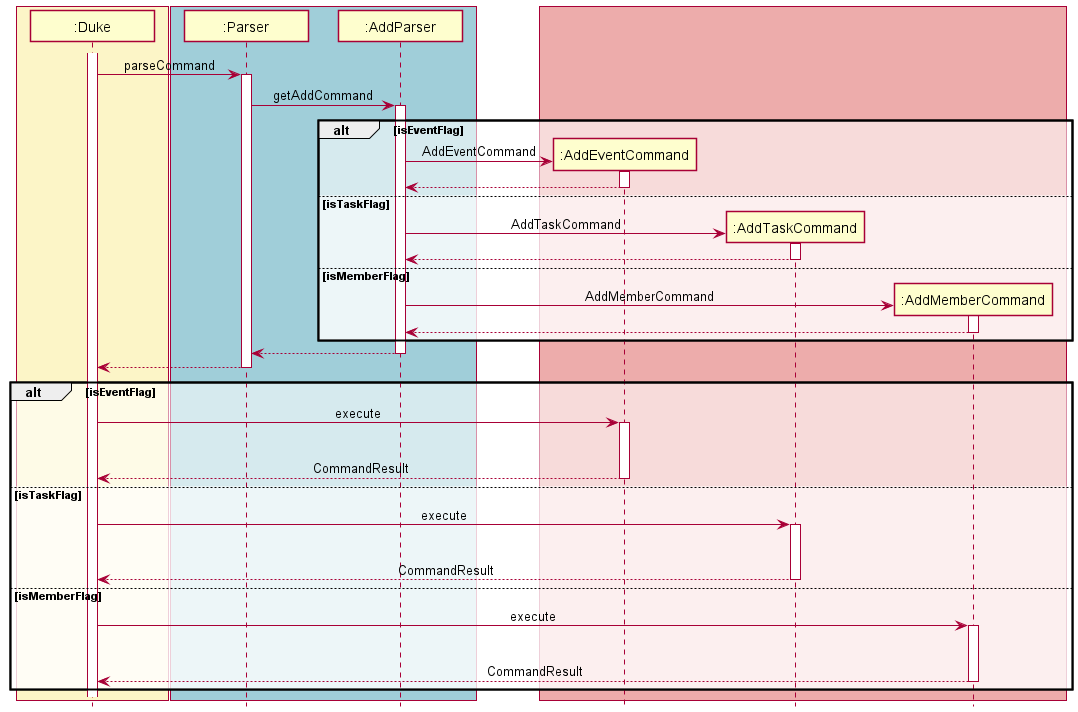 :Duke
:Parser
:AddParser
parseCommand
getAddCommand
alt
[isEventFlag]
AddEventCommand
:AddEventCommand
[isTaskFlag]
AddTaskCommand
:AddTaskCommand
[isMemberFlag]
AddMemberCommand
:AddMemberCommand
alt
[isEventFlag]
execute
CommandResult
[isTaskFlag]
execute
CommandResult
[isMemberFlag]
execute
CommandResult